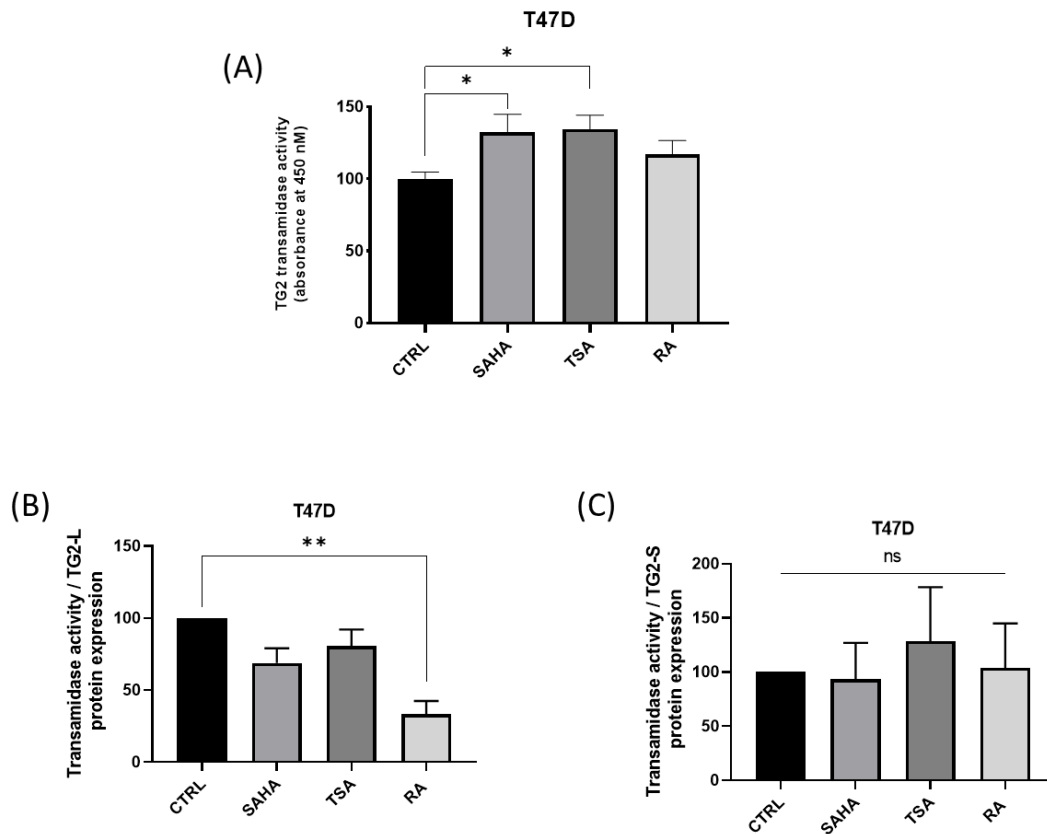 T47D
(A)
*
*
TG2 transamidase activity
(absorbance at 450 nM)
150
100
50
0
CTRL
SAHA
TSA
RA
(B)
T47D
**
Transamidase activity / TG2-L
protein expression
150
100
50
0
CTRL
SAHA
TSA
RA
(C)
T47D
ns
Transamidase activity / TG2-S
protein expression
200
150
100
50
0
CTRL
SAHA
TSA
RA